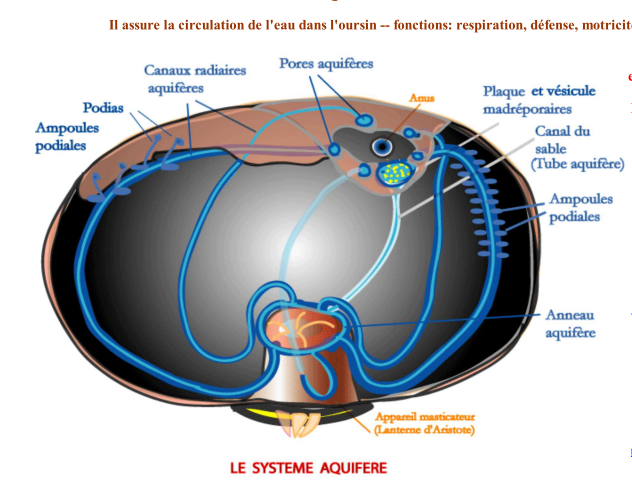 Il assure la circulation de l'eau dans l'oursin -- fonctions: respiration, défense, motricité
Pores aquifères
Canaux radiaires
aquifères
Anus
Plaque et vésicule
madréporaires
Podias
Ampoules
podiales
Canal du
sable
(Tube aquifère)
Ampoules
podiales
Anneau
aquifère
Appareil masticateur
(Lanterne d'Aristote)
LE SYSTEME AQUIFERE